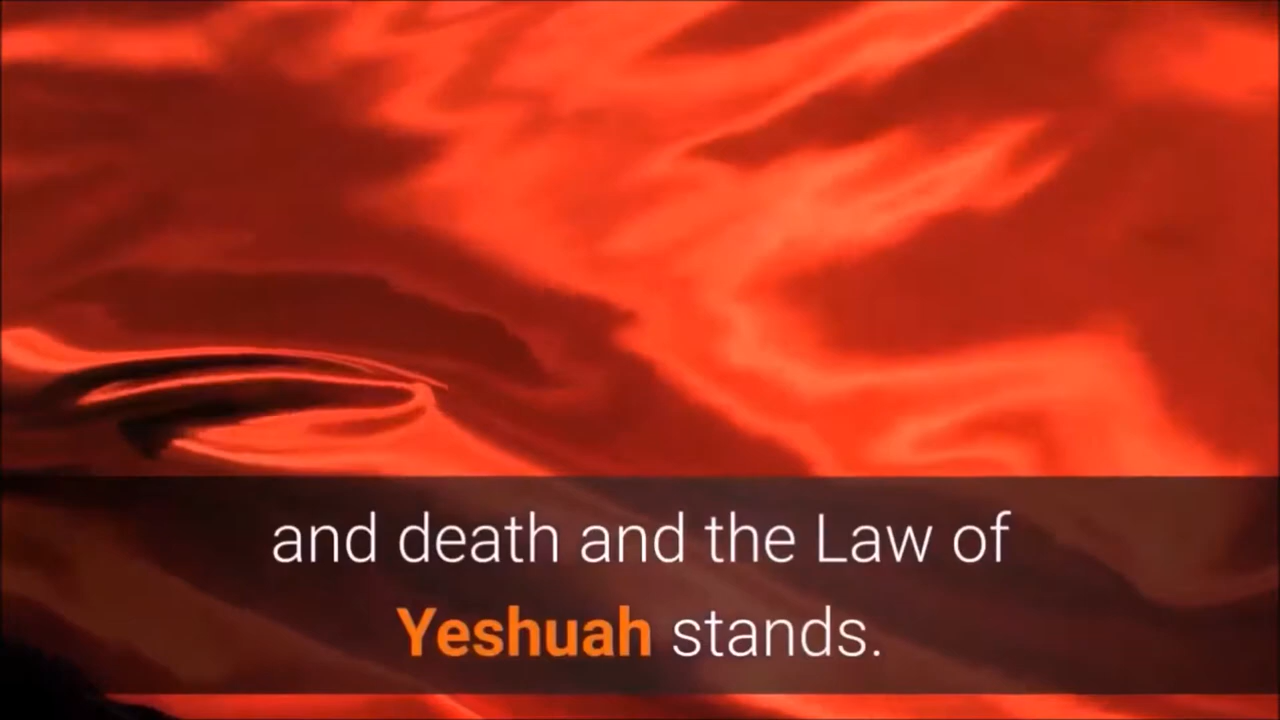 and death and the Law of
Yeshuah stands.